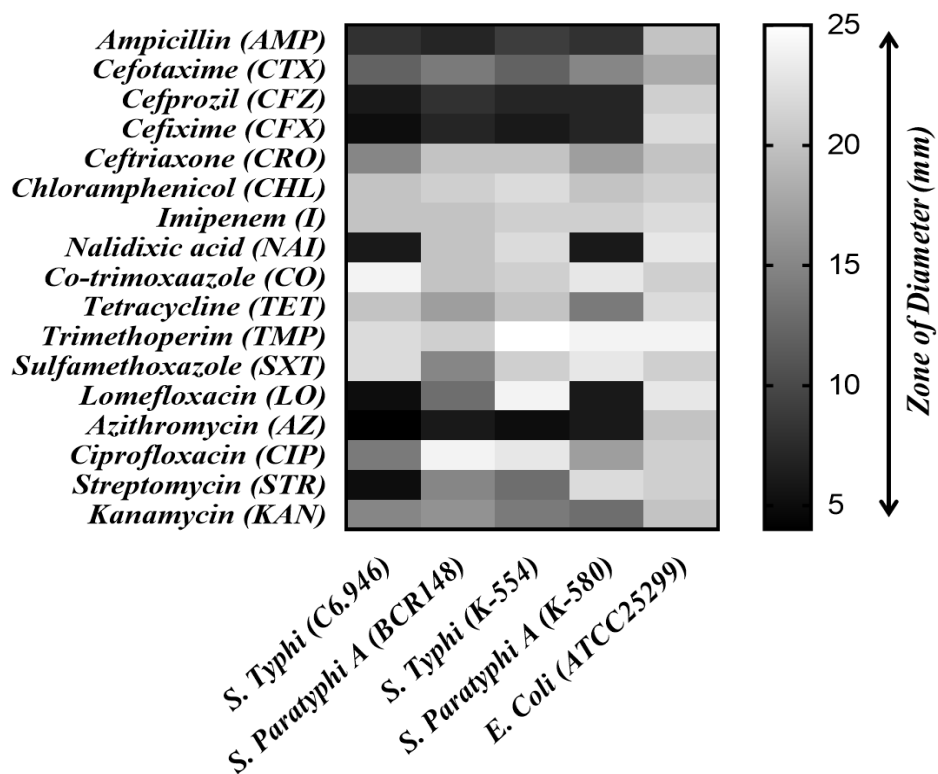 Ampicillin (AMP)
Cefotaxime (CTX)
Cefprozil (CFZ)
Cefixime (CFX)
Ceftriaxone (CRO)
Chloramphenicol (CHL)
Imipenem (I)
Nalidixic acid (NAI)
Co-trimoxaazole (CO)
Tetracycline (TET)
Trimethoperim (TMP)
Sulfamethoxazole (SXT)
Lomefloxacin (LO)
Azithromycin (AZ)
Ciprofloxacin (CIP)
Streptomycin (STR)
Kanamycin (KAN)
S. Typhi (C6.946)
S. Paratyphi A (BCR148)
S. Typhi (K-554)
S. Paratyphi A (K-580)
E. Coli (ATCC25299)
25
20
15
10
5
Zone of Diameter (mm)